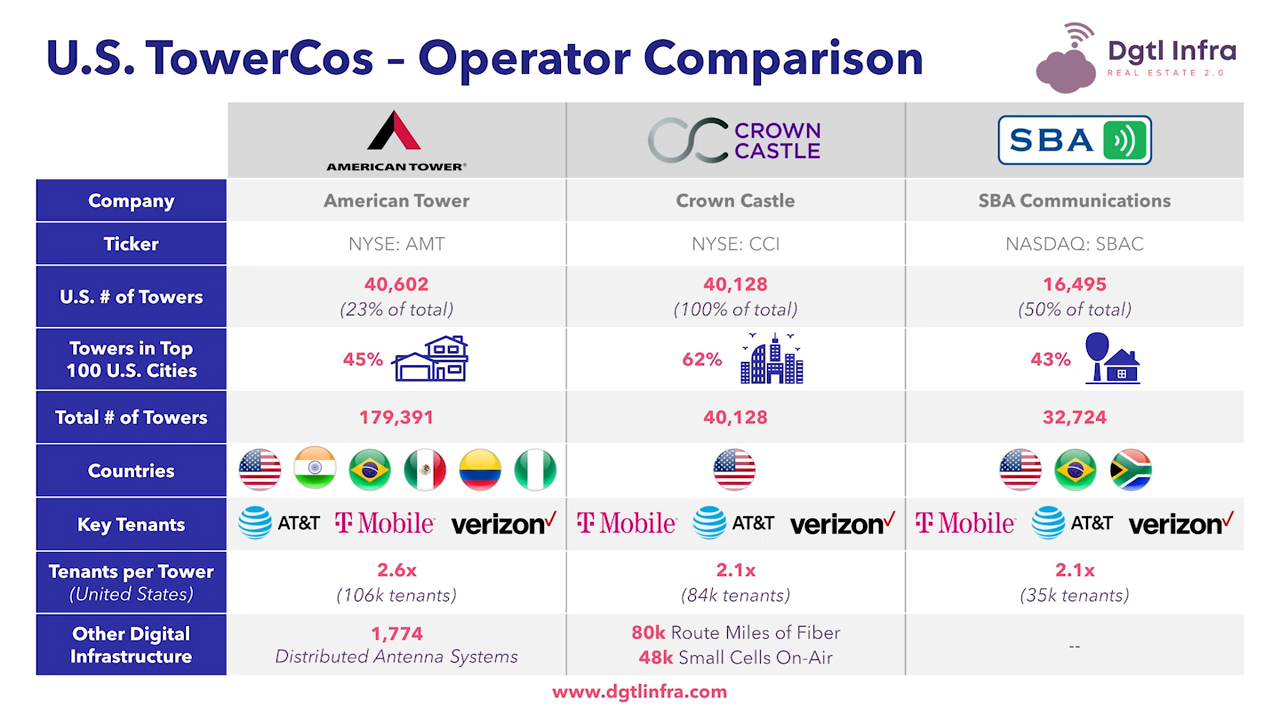 U.S. TowerCos – Operator Comparison
Dgtl Infra
REAL ESTATE 2.0
AMERICAN TOWER®
CROWN
CASTLE
SBA
Company
American Tower
Crown Castle
SBA Communications
Ticker
NYSE: AMT
NYSE: CCI
NASDAQ: SBAC
U.S. # of Towers
40,602
(23% of total)
40,128
(100% of total)
16,495
(50% of total)
Towers in Top
100 U.S. Cities
45%
62%
43%
Total # of Towers
179,391
40,128
32,724
Countries
Key Tenants
AT&T
T Mobile
verizon
T Mobile
AT&T
verizon
T Mobile
AT&T
verizon
Tenants per Tower
(United States)
2.6x
(106k tenants)
2.1x
(84k tenants)
2.1x
(35k tenants)
Other Digital
Infrastructure
1,774
Distributed Antenna Systems
80k Route Miles of Fiber
48k Small Cells On-Air
--
www.dgtlinfra.com